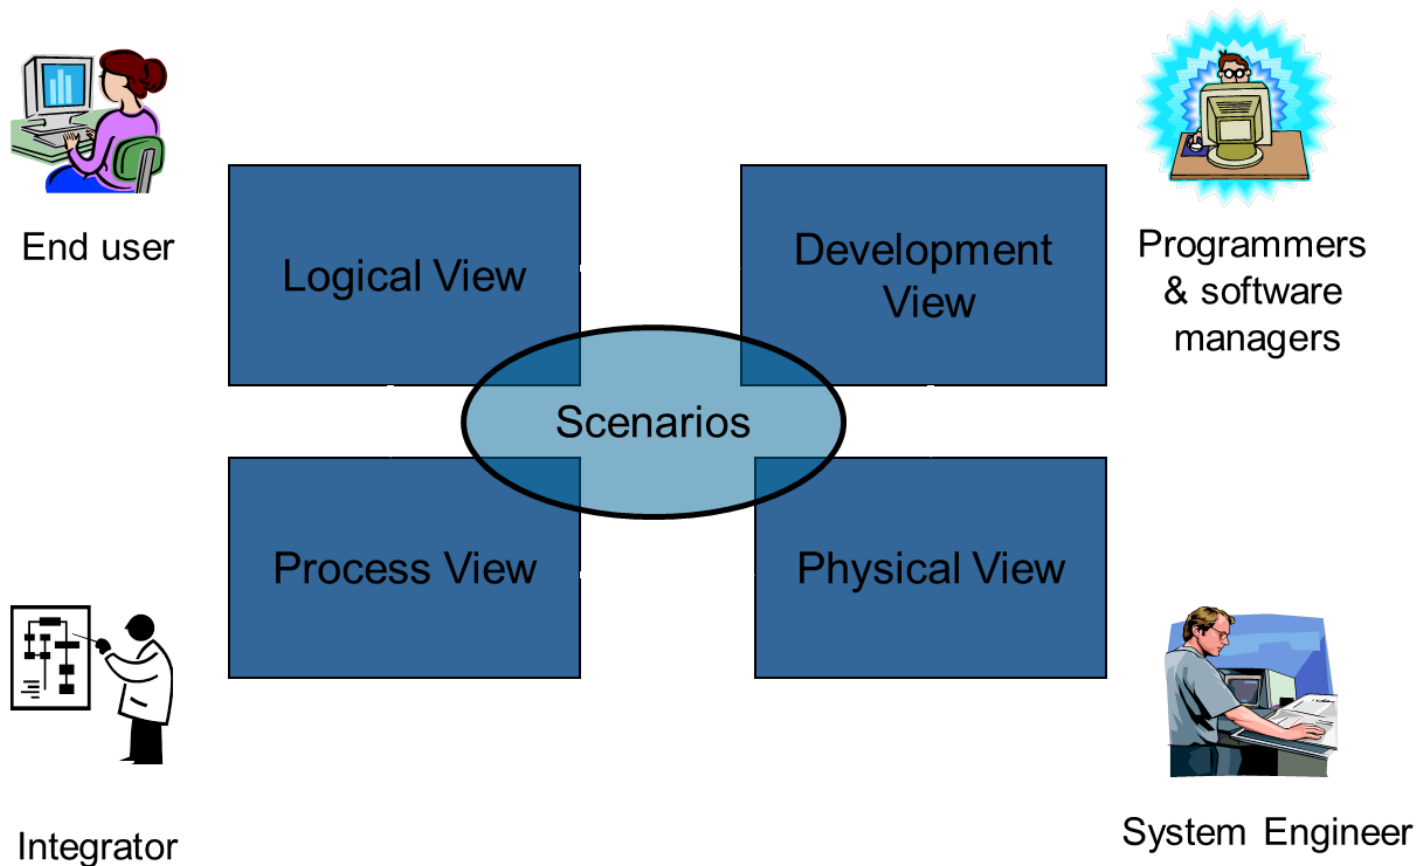 End user
Logical View
Development
View
Programmers
& software
managers
Scenarios
Process View
Physical View
Integrator
System Engineer